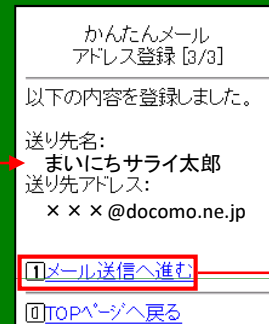 かんたんメール
アドレス登録 [3/3]
以下の内容を登録しました。
送り先名:
まいにちサライ太郎
送り先アドレス:
×××@docomo.ne.jp
1メール送信へ進む
0TOPページへ戻る